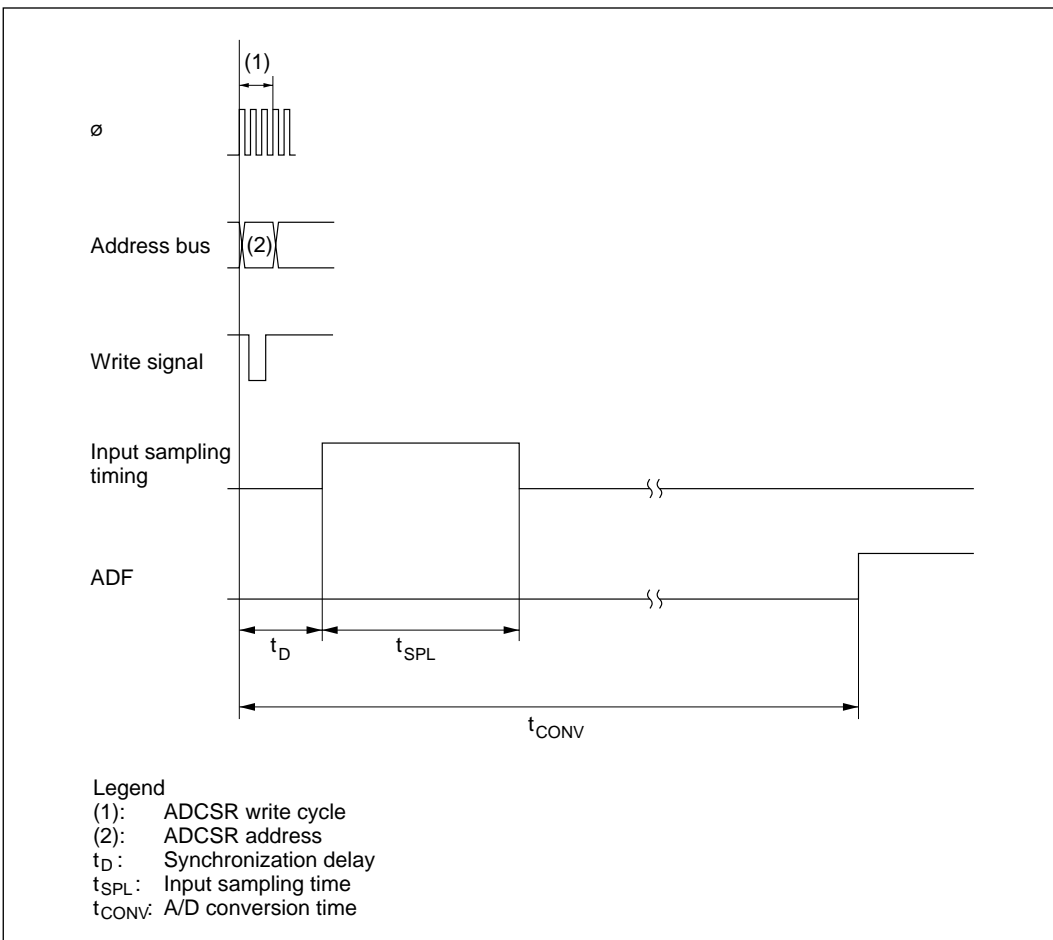 (1)
ø
Address bus
(2)
Write signal
Input sampling
timing
ADF
tD
tSPL
tCONV
Legend
(1): ADCSR write cycle
(2): ADCSR address
tD : Synchronization delay
tSPL : Input sampling time
tCONV: A/D conversion time